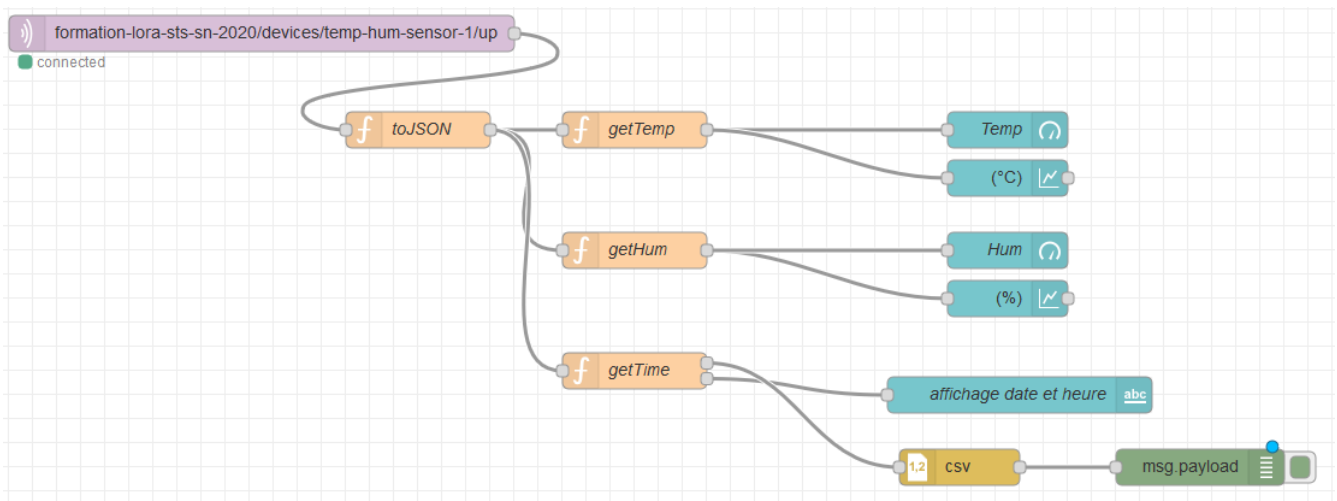 formation-lora-sts-sn-2020/devices/temp-hum-sensor-1/up
connected
toJSON
getTemp
Temp
(°C)
getHum
Hum
(%)
getTime
affichage date et heure
abc
1,2
csv
msg.payload